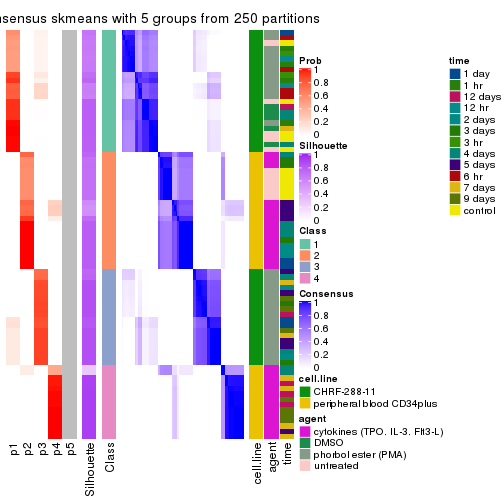 nsensus skmeans with 5 groups from 250 partitions
Prob
1
0.8
0.6
0.4
0.2
0
Silhouette
1
0.8
0.6
0.4
0.2
0
Class
1
2
3
4
Consensus
1
0.8
0.6
0.4
0.2
0
cell.line
CHRF-288-11
peripheral blood CD34plus
agent
cytokines (TPO. IL-3. Flt3-L)
DMSO
phorbol ester (PMA)
untreated
time
1 day
1 hr
12 days
12 hr
2 days
3 days
3 hr
4 days
5 days
6 hr
7 days
9 days
control
p1
p2
p3
p4
p5
Silhouette
Class
cell.line
agent
time